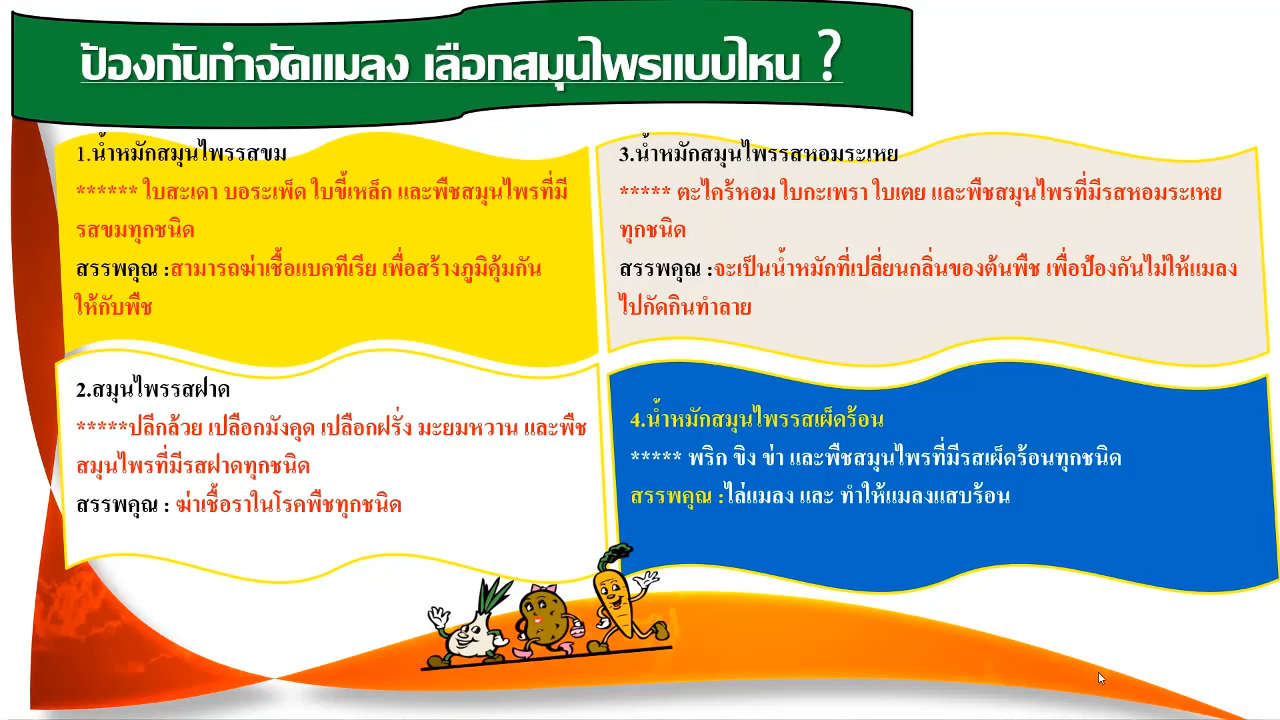 ป้องกันกำจัดแมลง เลือกสมุนไพรแบบไหน ?
1.น้ำหมักสมุนไพรรสขม
****** ใบสะเดา บอระเพ็ด ใบขี้เหล็ก และพืชสมุนไพรที่มี
รสขมทุกชนิด
สรรพคุณ :สามารถฆ่าเชื้อแบคทีเรีย เพื่อสร้างภูมิคุ้มกัน
ให้กับพืช
2.สมุนไพรรสฝาด
*****ปลีกล้วย เปลือกมังคุด เปลือกฝรั่ง มะยมหวาน และพืช
สมุนไพรที่มีรสฝาดทุกชนิด
สรรพคุณ : ฆ่าเชื้อราในโรคพืชทุกชนิด
3.น้ำหมักสมุนไพรรสหอมระเหย
***** ตะไคร้หอม ใบกะเพรา ใบเตย และพืชสมุนไพรที่มีรสหอมระเหย
ทุกชนิด
สรรพคุณ :จะเป็นน้ำหมักที่เปลี่ยนกลิ่นของต้นพืช เพื่อป้องกันไม่ให้แมลง
ไปกัดกินทำลาย
4.น้ำหมักสมุนไพรรสเผ็ดร้อน
***** พริก ขิง ข่า และพืชสมุนไพรที่มีรสเผ็ดร้อนทุกชนิด
สรรพคุณ :ไล่แมลง และ ทำให้แมลงแสบร้อน